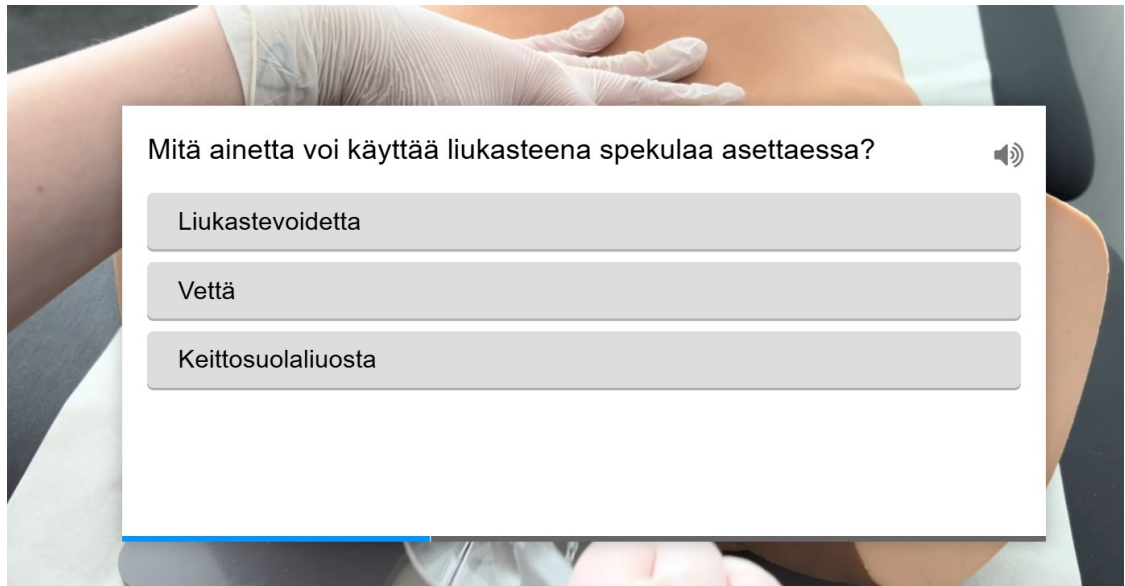 Mitä ainetta voi käyttää liukasteena spekulaa asettaessa?
Liukastevoidetta
Vettä
Keittosuolaliuosta